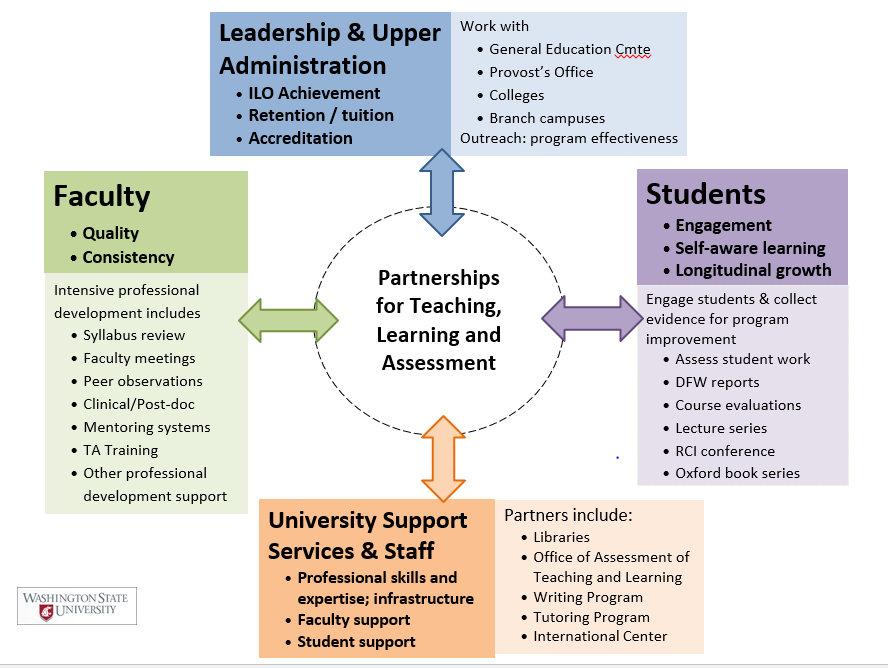 Leadership & Upper
Administration
• ILO Achievement
• Retention / tuition
• Accreditation
Work with
• General Education Cmte
• Provost's Office
• Colleges
• Branch campuses
Outreach: program effectiveness
Faculty
• Quality
• Consistency
Intensive professional
development includes
• Syllabus review
• Faculty meetings
• Peer observations
• Clinical/Post-doc
• Mentoring systems
• TA Training
• Other professional
development support
Partnerships
for Teaching,
Learning and
Assessment
Students
• Engagement
• Self-aware learning
• Longitudinal growth
Engage students & collect
evidence for program
improvement
• Assess student work
• DFW reports
• Course evaluations
• Lecture series
• RCI conference
• Oxford book series
University Support
Services & Staff
• Professional skills and
expertise; infrastructure
• Faculty support
• Student support
Partners include:
• Libraries
• Office of Assessment of
Teaching and Learning
• Writing Program
• Tutoring Program
• International Center
WASHINGTON STATE
UNIVERSITY